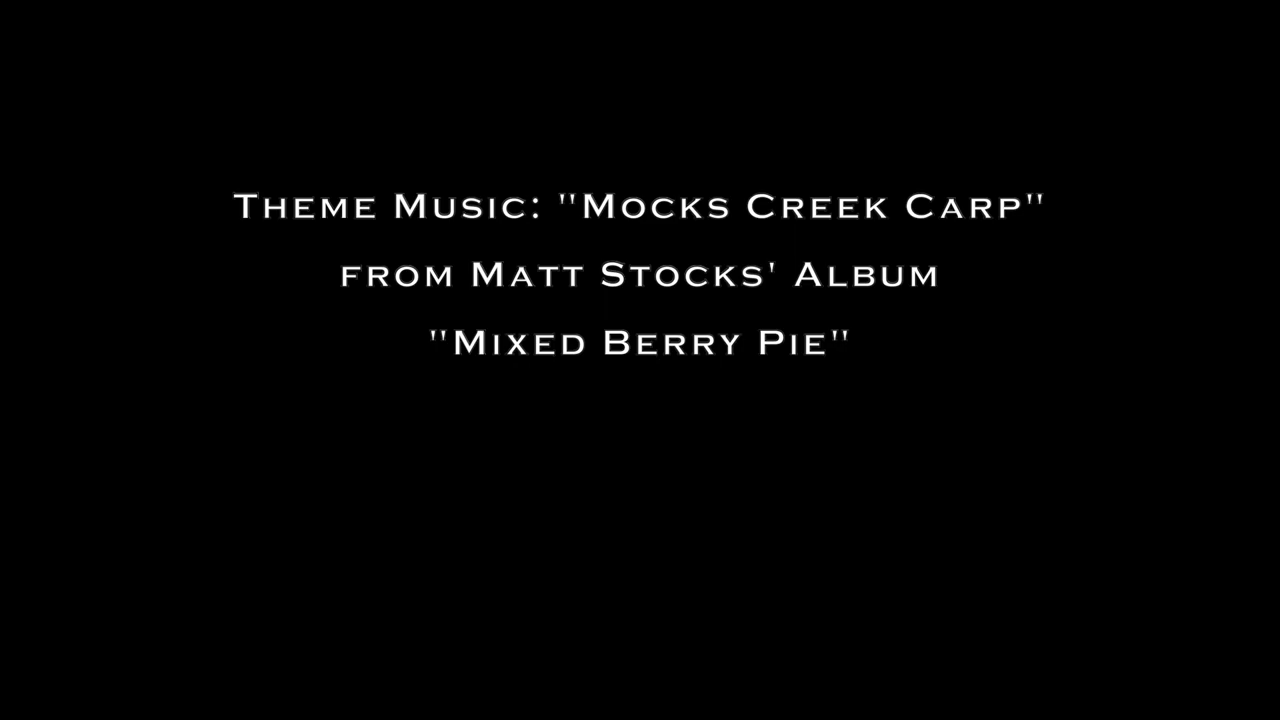 Theme Music: "Mocks Creek Carp"
from Matt Stocks' Album
"Mixed Berry Pie"